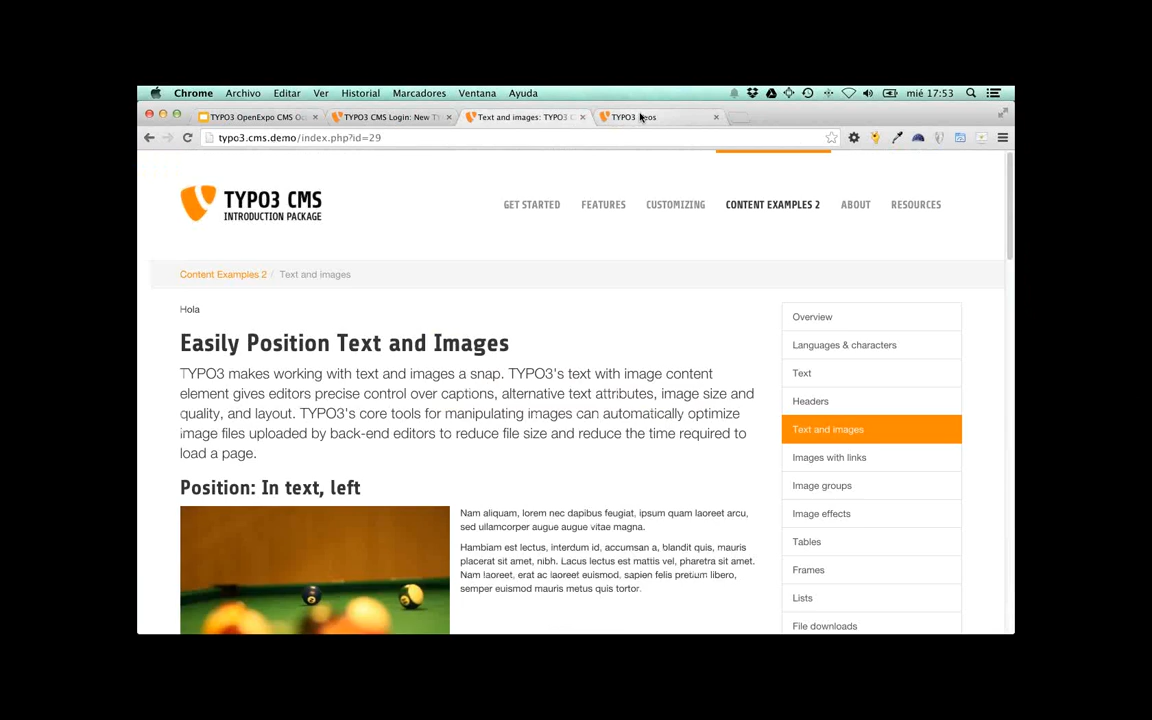 Chrome Archivo Editar Ver Historial Marcadores Ventana Ayuda mié 17:53
TYPO3 OpenExpo CMS Oc TYPO3 CMS Login: New T Text and images: TYPO3 C TYPO3
typo3.cms.demo/index.php?id=29
TYPO3 CMS
INTRODUCTION PACKAGE
GET STARTED FEATURES CUSTOMIZING CONTENT EXAMPLES 2 ABOUT RESOURCES
Content Examples 2 / Text and images
Hola
Easily Position Text and Images
TYPO3 makes working with text and images a snap. TYPO3's text with image content
element gives editors precise control over captions, alternative text attributes, image size and
quality, and layout. TYPO3's core tools for manipulating images can automatically optimize
image files uploaded by back-end editors to reduce file size and reduce the time required to
load a page.
Position: In text, left
Nam aliquam, lorem nec dapibus feugiat, ipsum quam laoreet arcu,
sed ullamcorper augue augue vitae magna.
Hambiam est lectus, interdum id, accumsan a, blandit quis, mauris
placerat sit amet, nibh. Lacus lectus est mattis vel, pharetra sit amet.
Nam laoreet, erat ac laoreet euismod, sapien felis pretium libero,
semper euismod mauris metus quis tortor.
Overview
Languages & characters
Text
Headers
Text and images
Images with links
Image groups
Image effects
Tables
Frames
Lists
File downloads